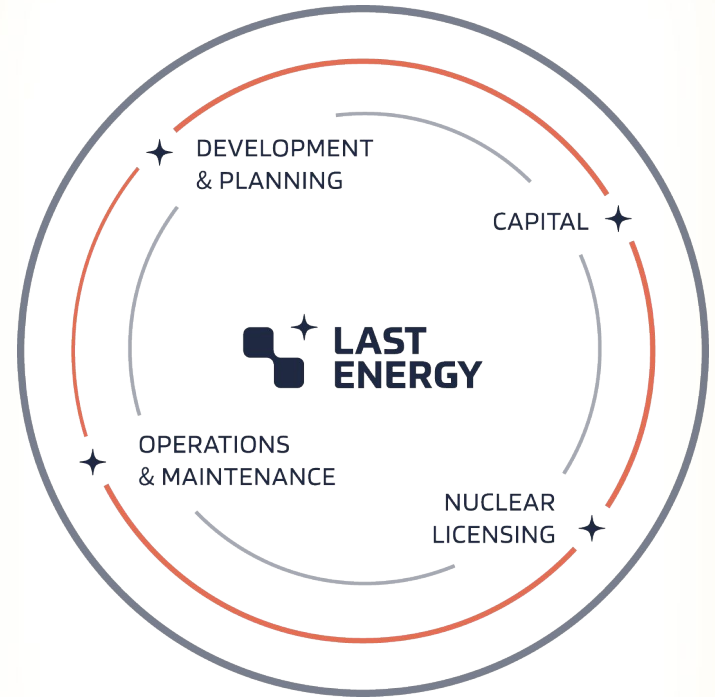 DEVELOPMENT
& PLANNING
CAPITAL
LAST
ENERGY
OPERATIONS
& MAINTENANCE
NUCLEAR
LICENSING